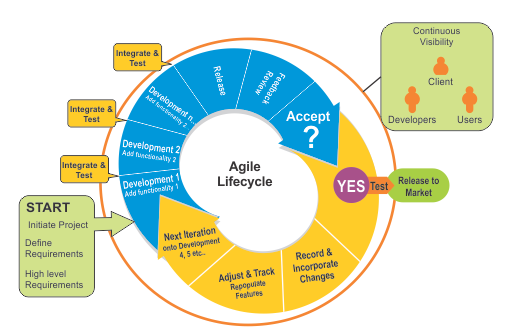 Continuous
Visibility
Client
Developers
Users
Integrate &
Test
Integrate &
Test
Integrate &
Test
Release
Feedback
Review
Development n..
Add functionality 2
Development 2
Add functionality 2
Development 1
Add functionality 1
Accept
?
Agile
Lifecycle
YES
Test
Release to
Market
START
Initiate Project
Define
Requirements
High level
Requirements
Next Iteration
onto Development
4, 5 etc..
Adjust & Track
Repopulate
Features
Record &
Incorporate
Changes